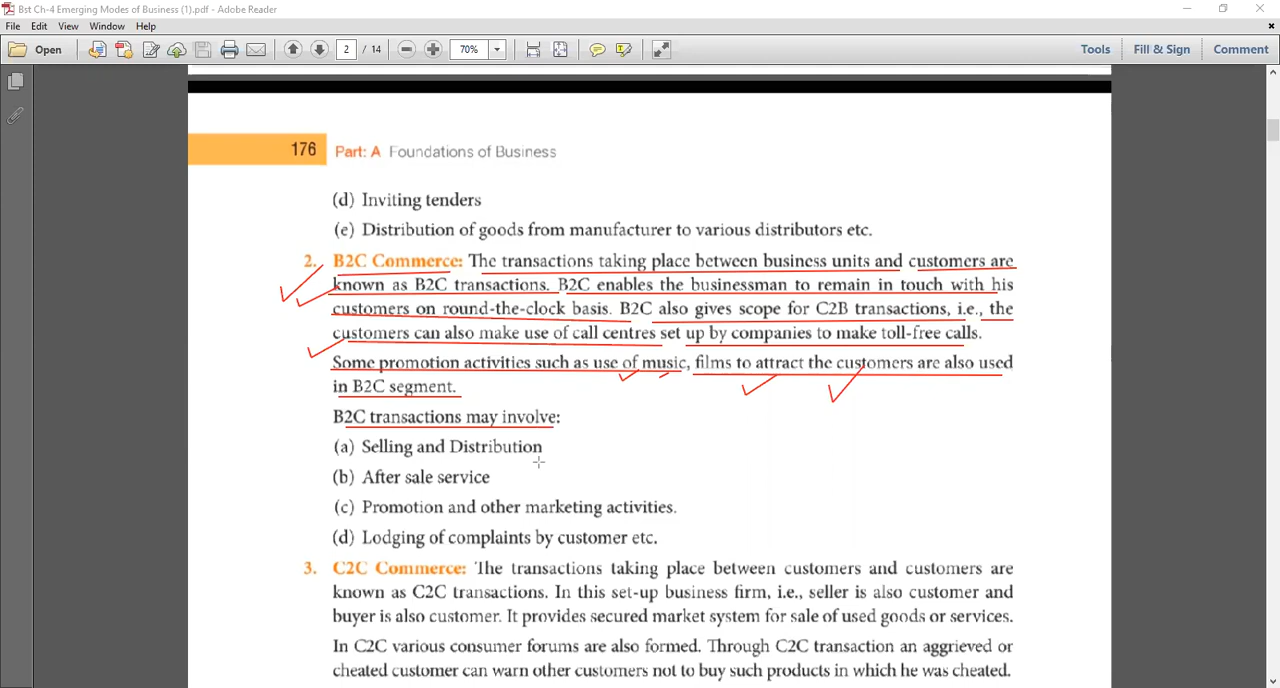 Bst Ch-4 Emerging Modes of Business (1).pdf - Adobe Reader
File Edit View Window Help
Open 2 / 14 70% Tools Fill & Sign Comment
176 Part: A Foundations of Business
(d) Inviting tenders
(e) Distribution of goods from manufacturer to various distributors etc.
2. B2C Commerce: The transactions taking place between business units and customers are
known as B2C transactions. B2C enables the businessman to remain in touch with his
customers on round-the-clock basis. B2C also gives scope for C2B transactions, i.e., the
customers can also make use of call centres set up by companies to make toll-free calls.
Some promotion activities such as use of music, films to attract the customers are also used
in B2C segment.
B2C transactions may involve:
(a) Selling and Distribution
(b) After sale service
(c) Promotion and other marketing activities.
(d) Lodging of complaints by customer etc.
3. C2C Commerce: The transactions taking place between customers and customers are
known as C2C transactions. In this set-up business firm, i.e., seller is also customer and
buyer is also customer. It provides secured market system for sale of used goods or services.
In C2C various consumer forums are also formed. Through C2C transaction an aggrieved or
cheated customer can warn other customers not to buy such products in which he was cheated.